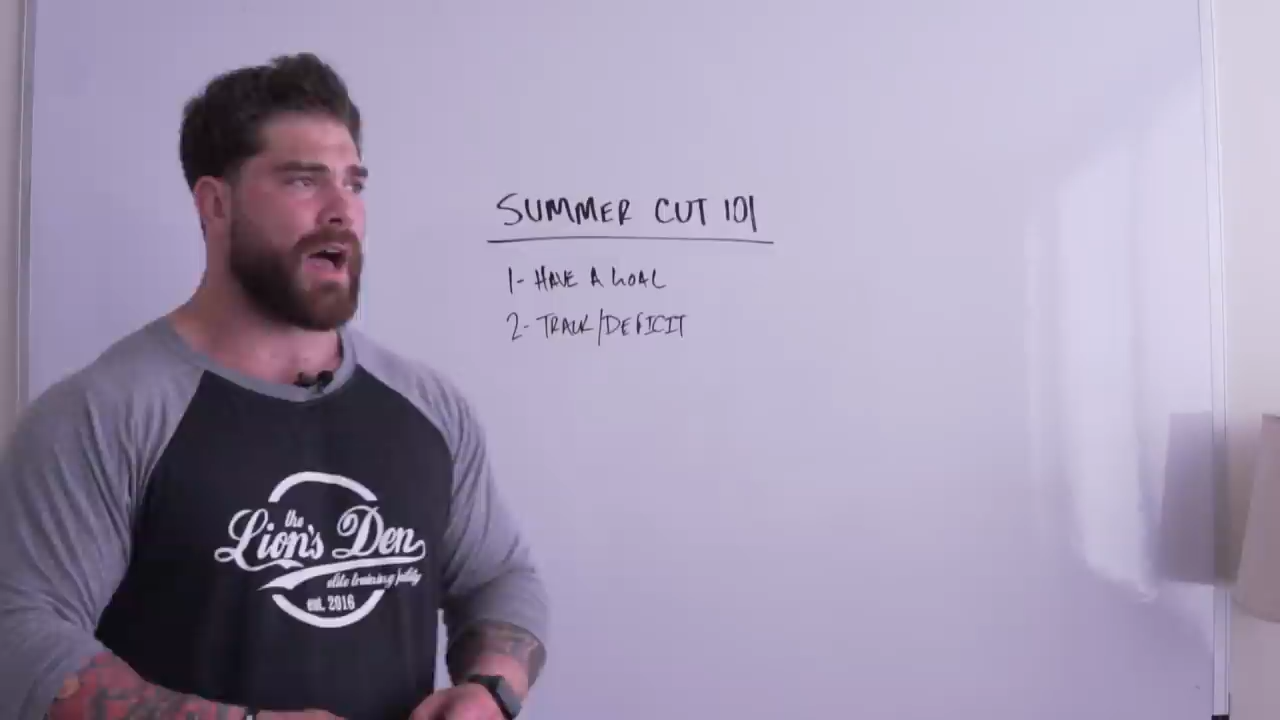 SUMMER CUT 101
1- HAVE A GOAL
2- TRACK/DEFICIT
the
Lion's Den
elite training facility
est. 2016